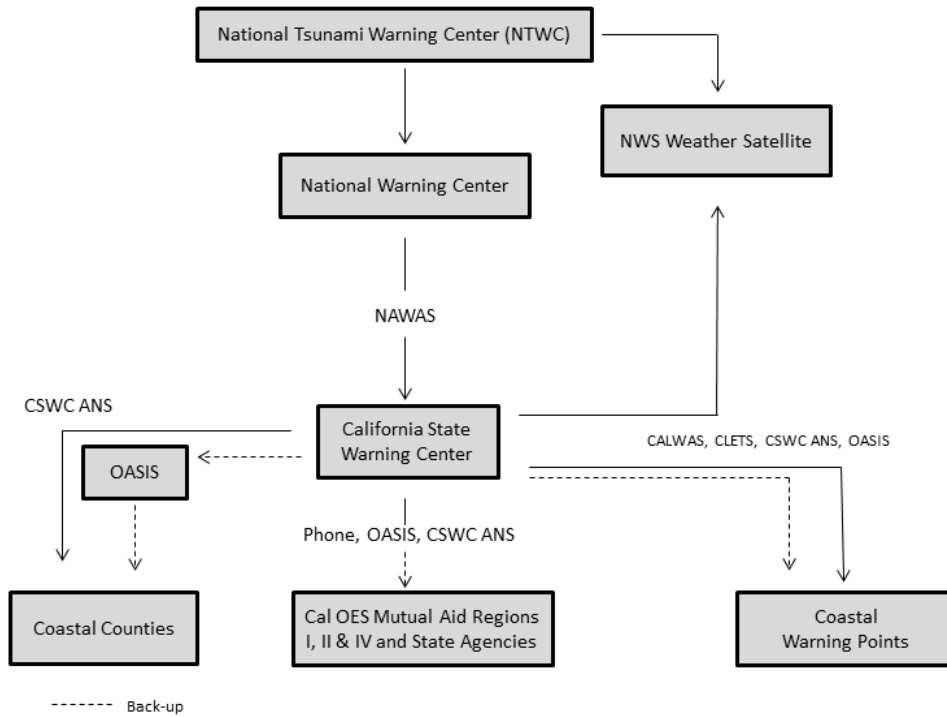 National Tsunami Warning Center (NTWC)
NWS Weather Satellite
National Warning Center
NAWAS
CSWC ANS
California State
Warning Center
CALWAS, CLETS, CSWC ANS, OASIS
OASIS
Phone, OASIS, CSWC ANS
Coastal Counties
Cal OES Mutual Aid Regions
I, II & IV and State Agencies
Coastal
Warning Points
Back-up